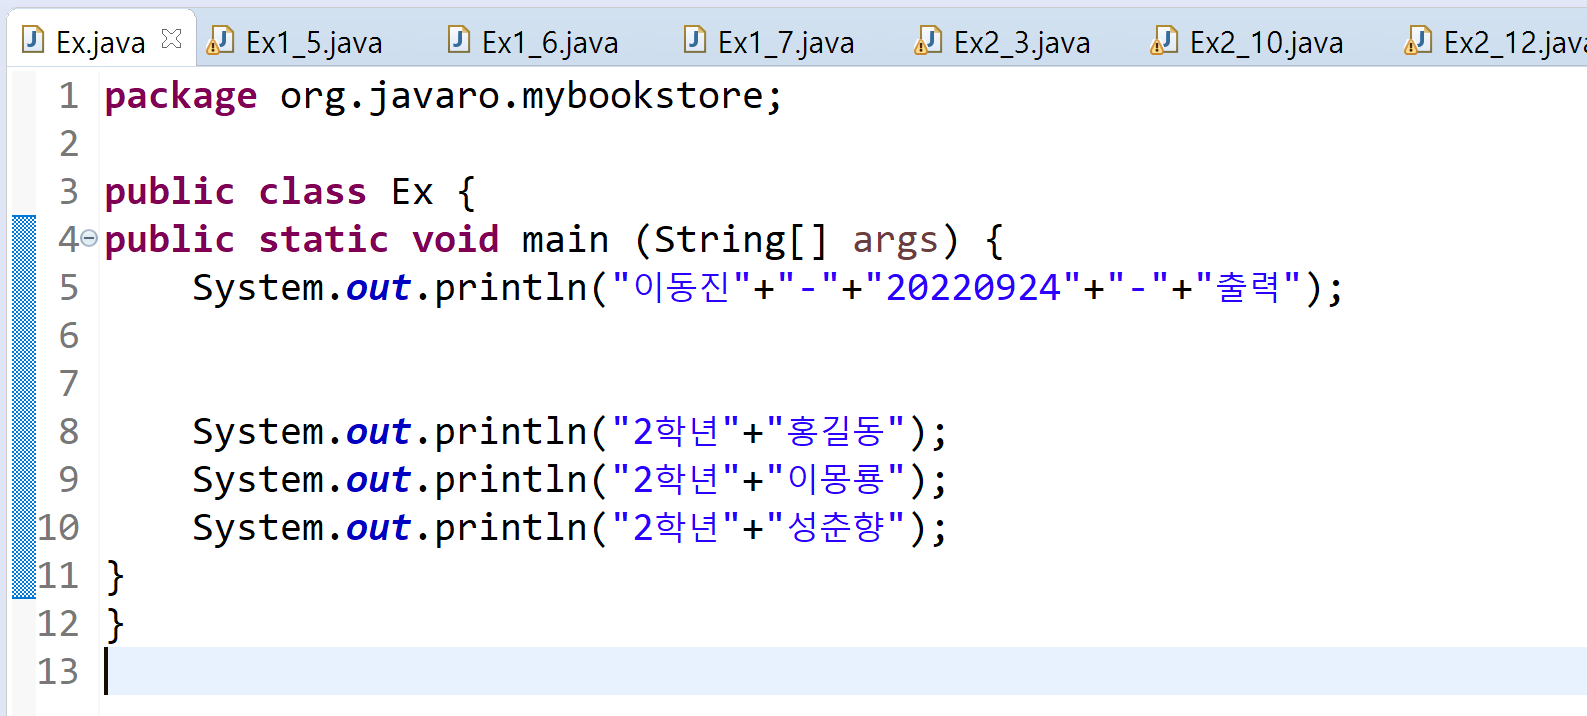 Ex.java Ex1_5.java Ex1_6.java Ex1_7.java Ex2_3.java Ex2_10.java Ex2_12.java
1 package org.javaro.mybookstore;
2
3 public class Ex {
4 public static void main (String[] args) {
5 System.out.println("이동진"+"-"+"20220924"+"-"+"출력");
6
7
8 System.out.println("2학년"+"홍길동");
9 System.out.println("2학년"+"이몽룡");
10 System.out.println("2학년"+"성춘향");
11 }
12 }
13